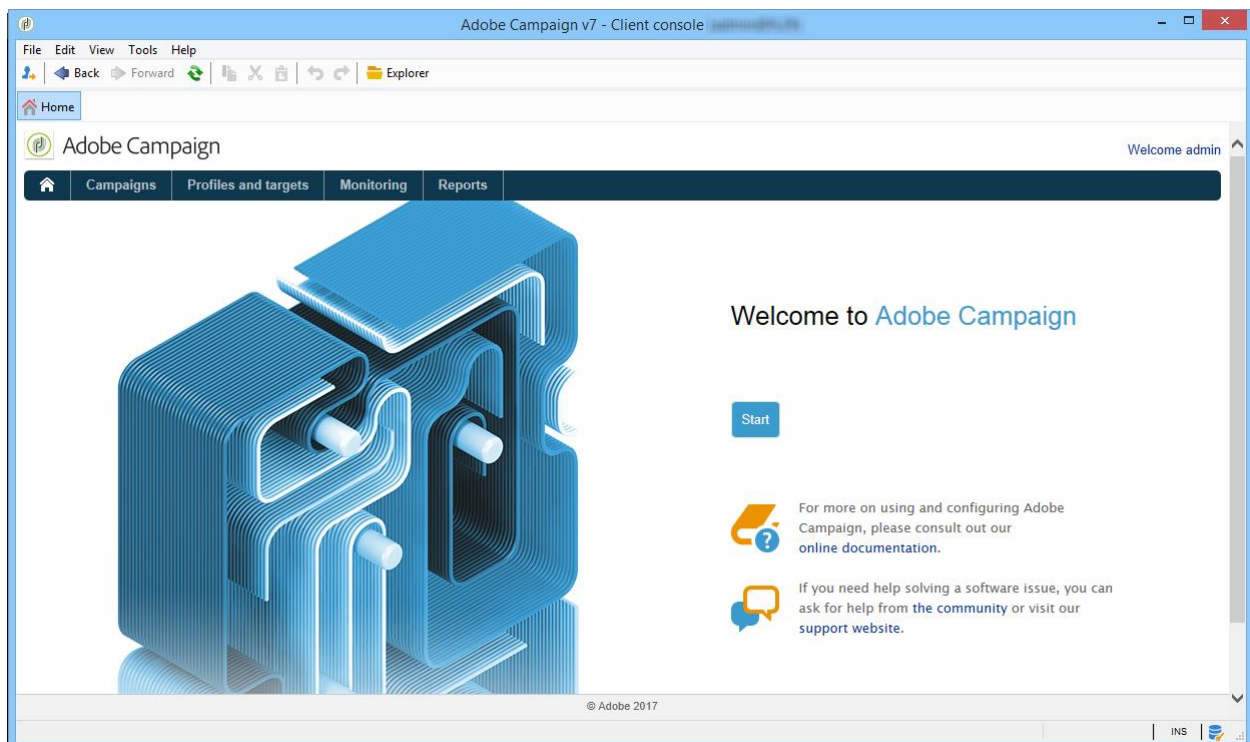 Adobe Campaign v7 - Client console
File Edit View Tools Help
Back Forward Explorer
Home
Adobe Campaign
Welcome admin
Campaigns Profiles and targets Monitoring Reports
Welcome to Adobe Campaign
Start
For more on using and configuring Adobe
Campaign, please consult out our
online documentation.
If you need help solving a software issue, you can
ask for help from the community or visit our
support website.
© Adobe 2017
INS